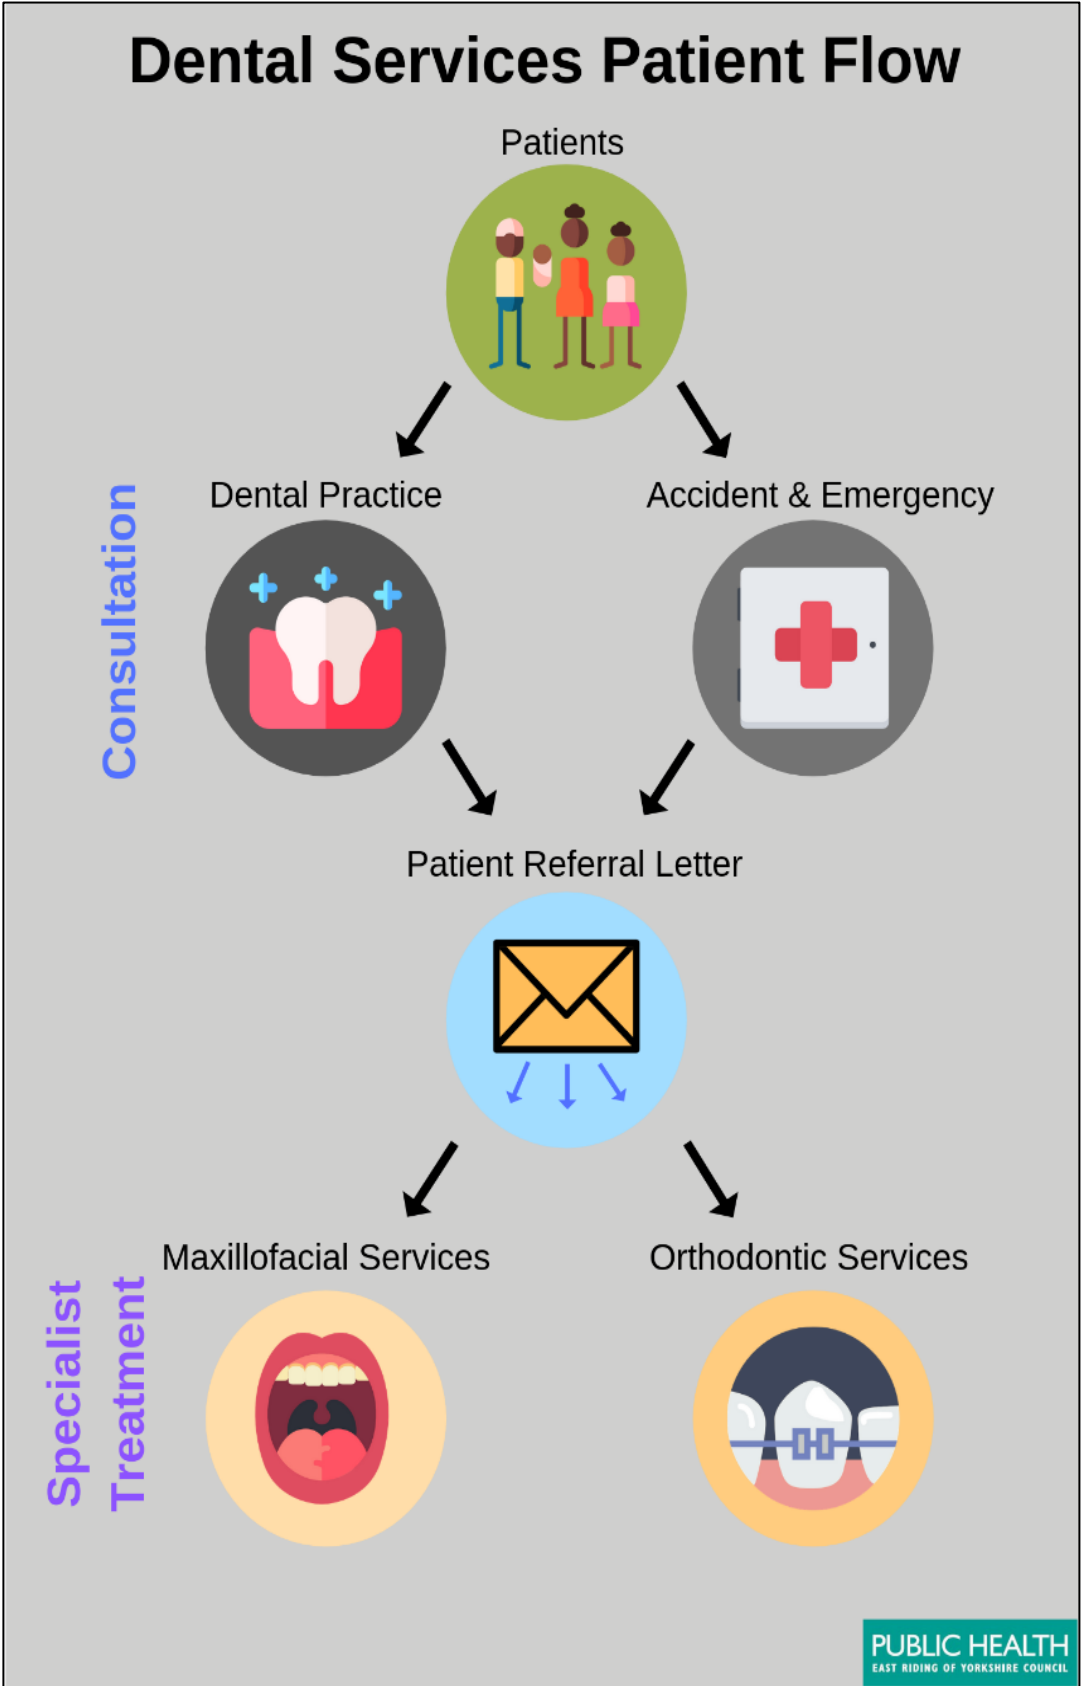 Dental Services Patient Flow
Patients
Consultation
Dental Practice
Accident & Emergency
Patient Referral Letter
Specialist
Treatment
Maxillofacial Services
Orthodontic Services
PUBLIC HEALTH
EAST RIDING OF YORKSHIRE COUNCIL